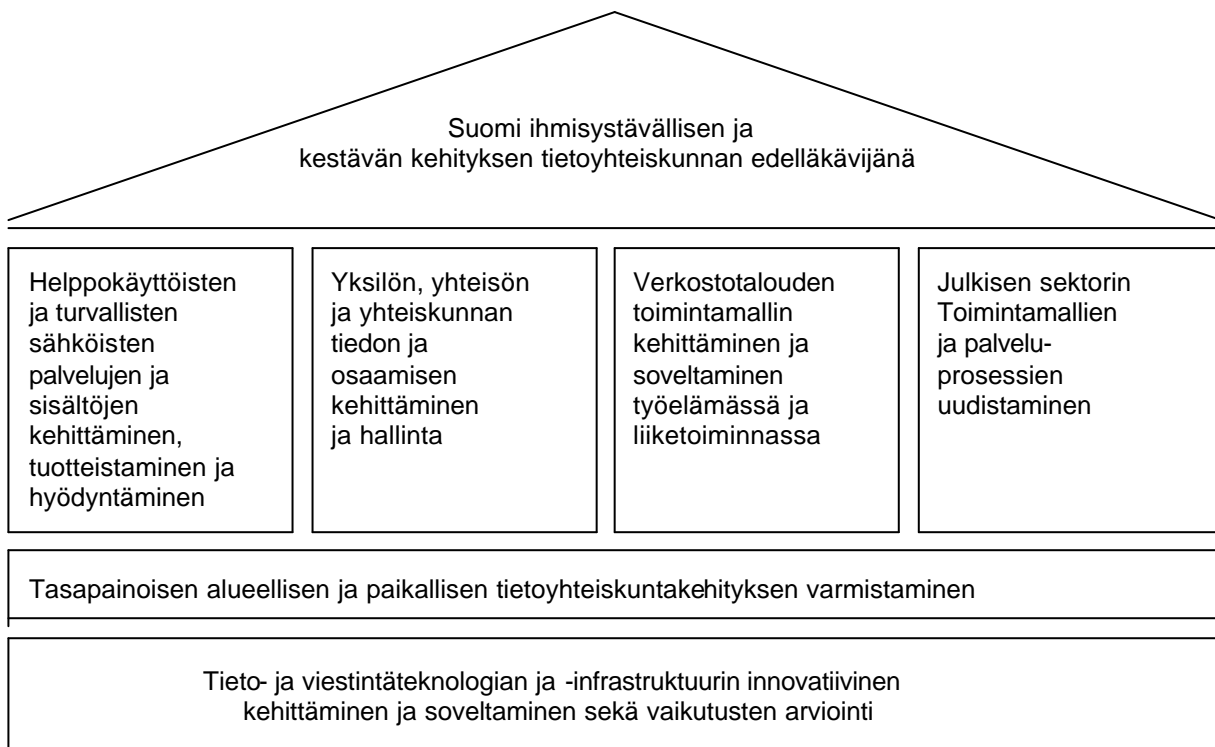 Suomi ihmisystävällisen ja
kestävän kehityksen tietoyhteiskunnan edelläkävijänä
Helppokäyttöisten
ja turvallisten
sähköisten
palvelujen ja
sisältöjen
kehittäminen,
tuotteistaminen ja
hyödyntäminen
Yksilön, yhteisön
ja yhteiskunnan
tiedon ja
osaamisen
kehittäminen
ja hallinta
Verkostotalouden
toimintamallin
kehittäminen ja
soveltaminen
työelämässä ja
liiketoiminnassa
Julkisen sektorin
Toimintamallien
ja palvelu-
prosessien
uudistaminen
Tasapainoisen alueellisen ja paikallisen tietoyhteiskuntakehityksen varmistaminen
Tieto- ja viestintäteknologian ja -infrastruktuurin innovatiivinen
kehittäminen ja soveltaminen sekä vaikutusten arviointi